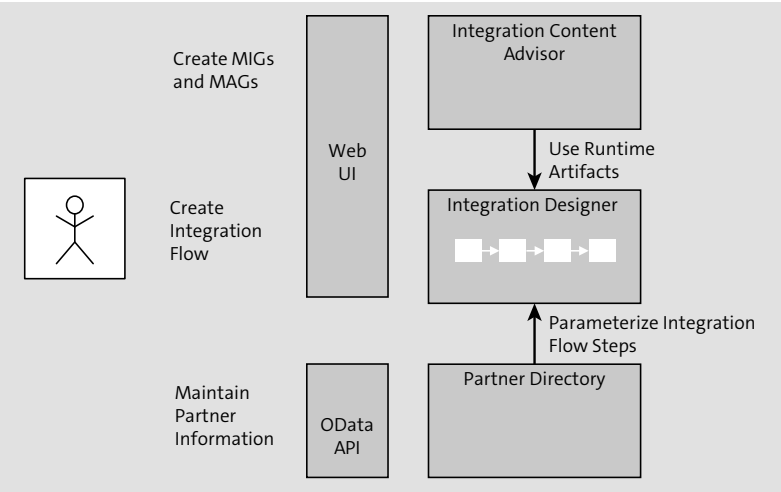 Create MIGs
and MAGs
Web
UI
Integration Content
Advisor
Use Runtime
Artifacts
Create
Integration
Flow
Integration Designer
Parameterize Integration
Flow Steps
Maintain
Partner
Information
OData
API
Partner Directory